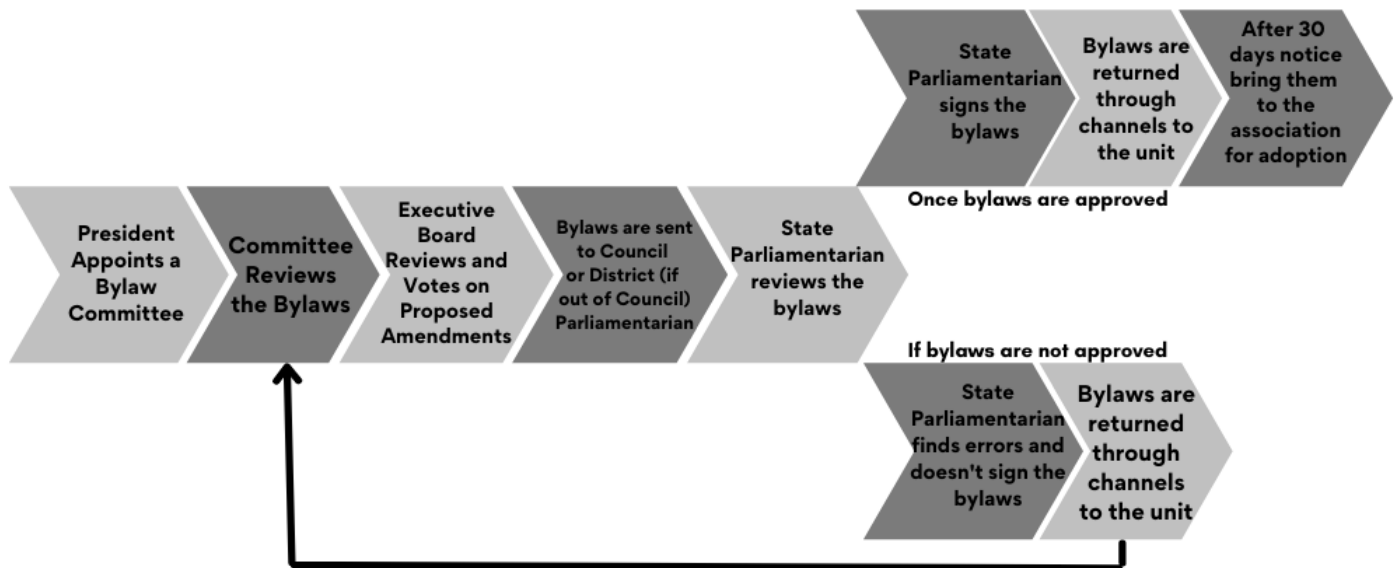 President
Appoints a
Bylaw
Committee
Committee
Reviews
the Bylaws
Executive
Board
Reviews and
Votes on
Proposed
Amendments
Bylaws are sent
to Council
or District (if
out of Council)
Parliamentarian
State
Parliamentarian
reviews the
bylaws
State
Parliamentarian
signs the
bylaws
Bylaws are
returned
through
channels to
the unit
After 30
days notice
bring them
to the
association
for adoption
Once bylaws are approved
If bylaws are not approved
State
Parliamentarian
finds errors and
doesn't sign the
bylaws
Bylaws are
returned
through
channels
to the unit